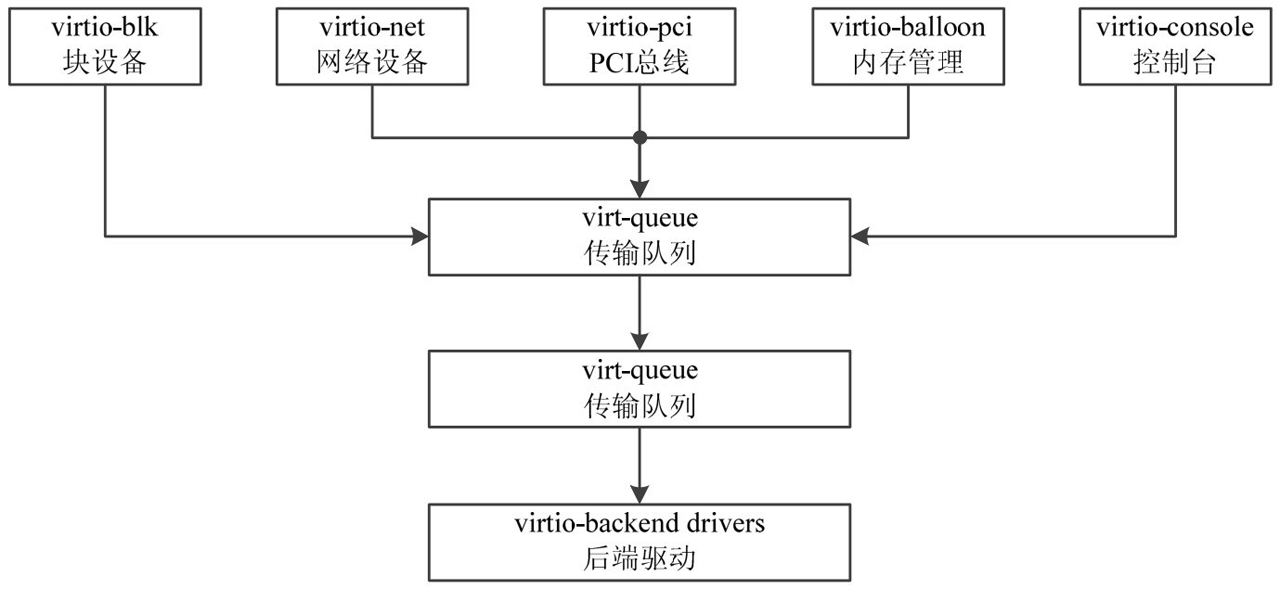 virtio-blk
块设备
virtio-net
网络设备
virtio-pci
PCI总线
virtio-balloon
内存管理
virtio-console
控制台
virt-queue
传输队列
virt-queue
传输队列
virtio-backend drivers
后端驱动